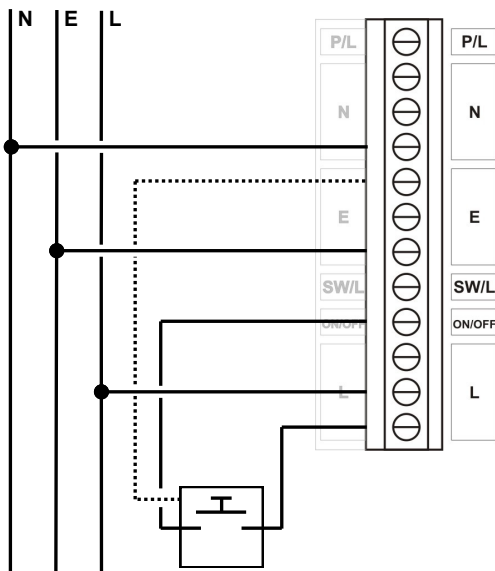 N E L
P/L P/L
N N
E E
SW/L SW/L
ON/OFF ON/OFF
L L